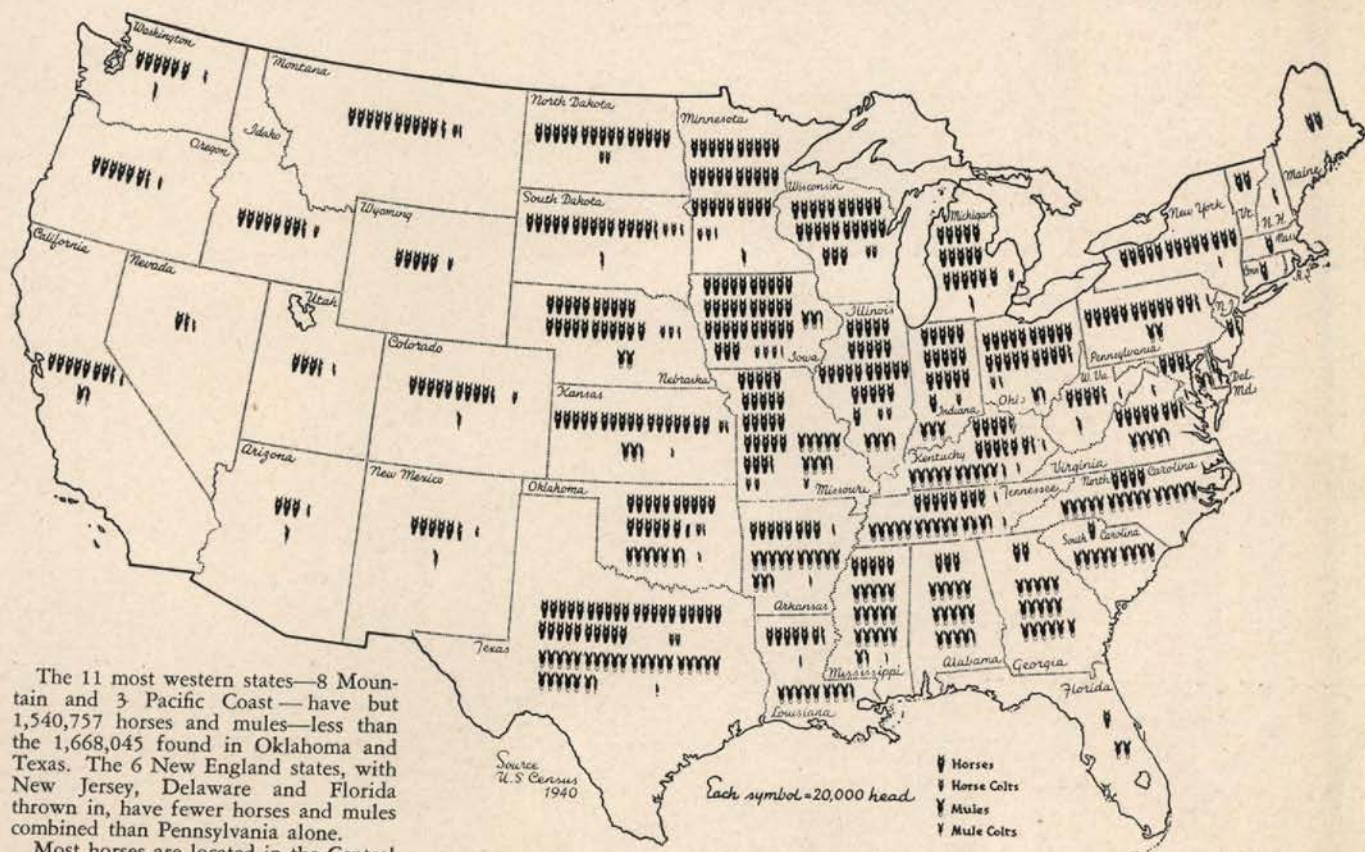 Washington
Montana
North Dakota
Minnesota
Oregon
Idaho
South Dakota
Wisconsin
Michigan
New York
Vt.
N.H.
Maine
Mass
Conn
R.I.
California
Nevada
Wyoming
Utah
Colorado
Nebraska
Iowa
Illinois
Indiana
Ohio
Pennsylvania
N.J.
W. Va.
Del
Md.
Kansas
Missouri
Kentucky
Virginia
Arizona
New Mexico
Oklahoma
Arkansas
Tennessee
North Carolina
South Carolina
Texas
Louisiana
Mississippi
Alabama
Georgia
Florida
The 11 most western states—8 Moun-
tain and 3 Pacific Coast—have but
1,540,757 horses and mules—less than
the 1,668,045 found in Oklahoma and
Texas. The 6 New England states, with
New Jersey, Delaware and Florida
thrown in, have fewer horses and mules
combined than Pennsylvania alone.
Most horses are located in the Central
Source
U.S Census
1940
Each symbol=20,000 head
Horses
Horse Colts
Mules
Mule Colts